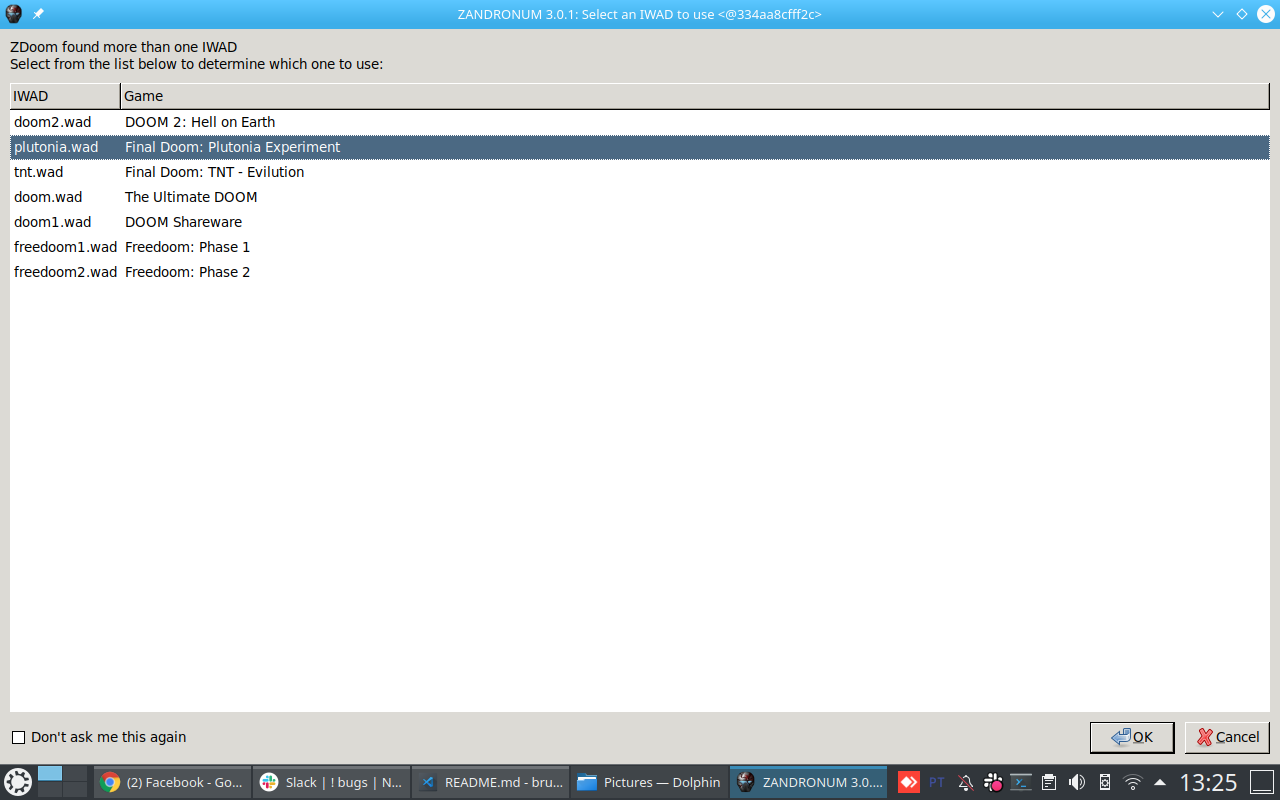 ZANDRONUM 3.0.1: Select an IWAD to use <@334aa8cfff2c>
ZDoom found more than one IWAD
Select from the list below to determine which one to use:
IWAD Game
doom2.wad DOOM 2: Hell on Earth
plutonia.wad Final Doom: Plutonia Experiment
tnt.wad Final Doom: TNT - Evilution
doom.wad The Ultimate DOOM
doom1.wad DOOM Shareware
freedoom1.wad Freedoom: Phase 1
freedoom2.wad Freedoom: Phase 2
Don't ask me this again OK Cancel
(2) Facebook - Go... Slack | ! bugs | N... README.md - bru... Pictures — Dolphin ZANDRONUM 3.0.... PT 13:25